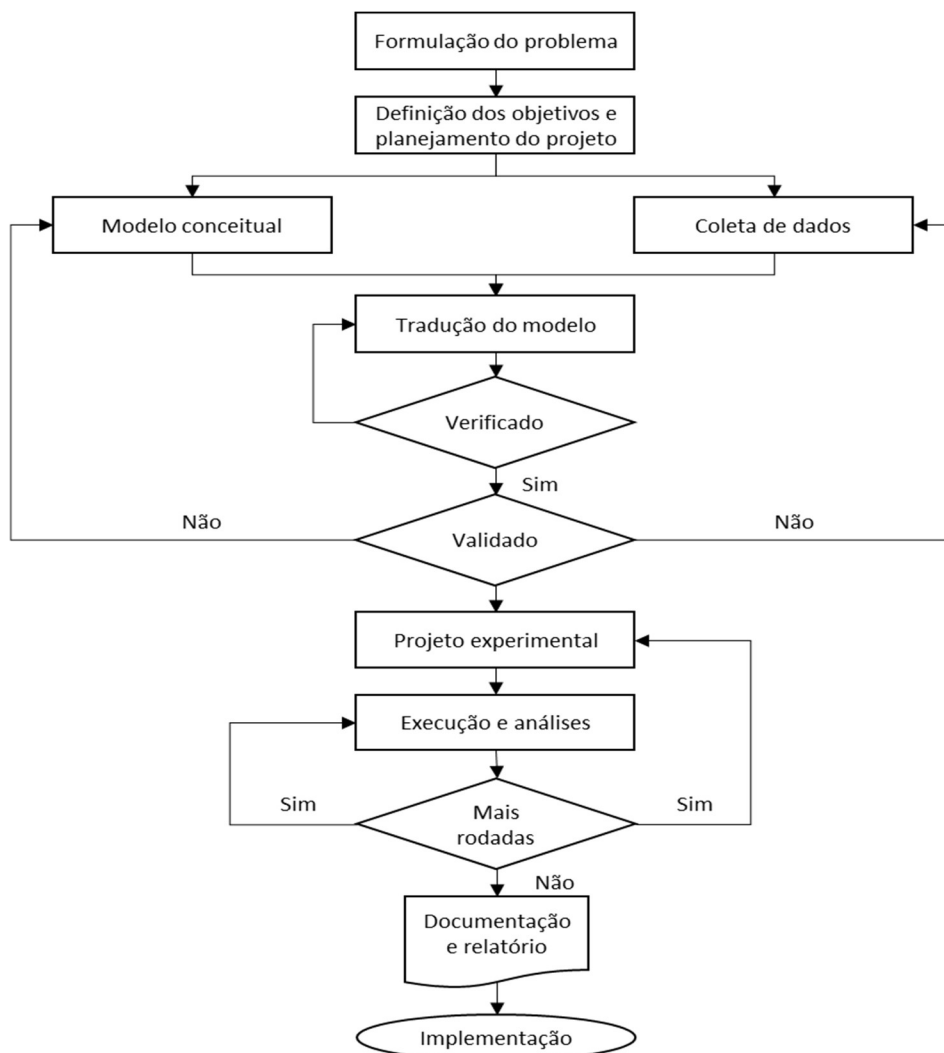 Formulação do problema
Definição dos objetivos e
planejamento do projeto
Modelo conceitual
Coleta de dados
Tradução do modelo
Verificado
Sim
Não
Validado
Não
Projeto experimental
Execução e análises
Sim
Mais
rodadas
Sim
Não
Documentação
e relatório
Implementação